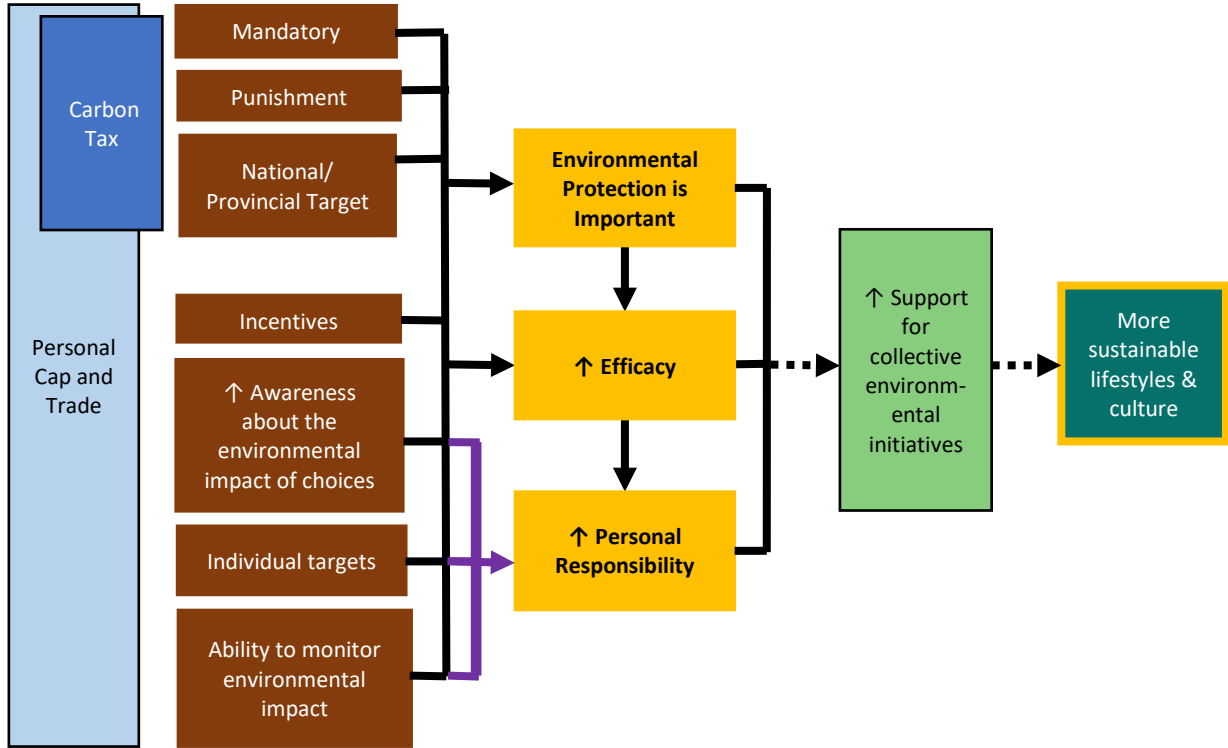 Carbon
Tax
Personal
Cap and
Trade
Mandatory
Punishment
National/
Provincial Target
Incentives
↑ Awareness
about the
environmental
impact of choices
Individual targets
Ability to monitor
environmental
impact
Environmental
Protection is
Important
↑ Efficacy
↑ Personal
Responsibility
↑ Support
for
collective
environm-
ental
initiatives
More
sustainable
lifestyles &
culture